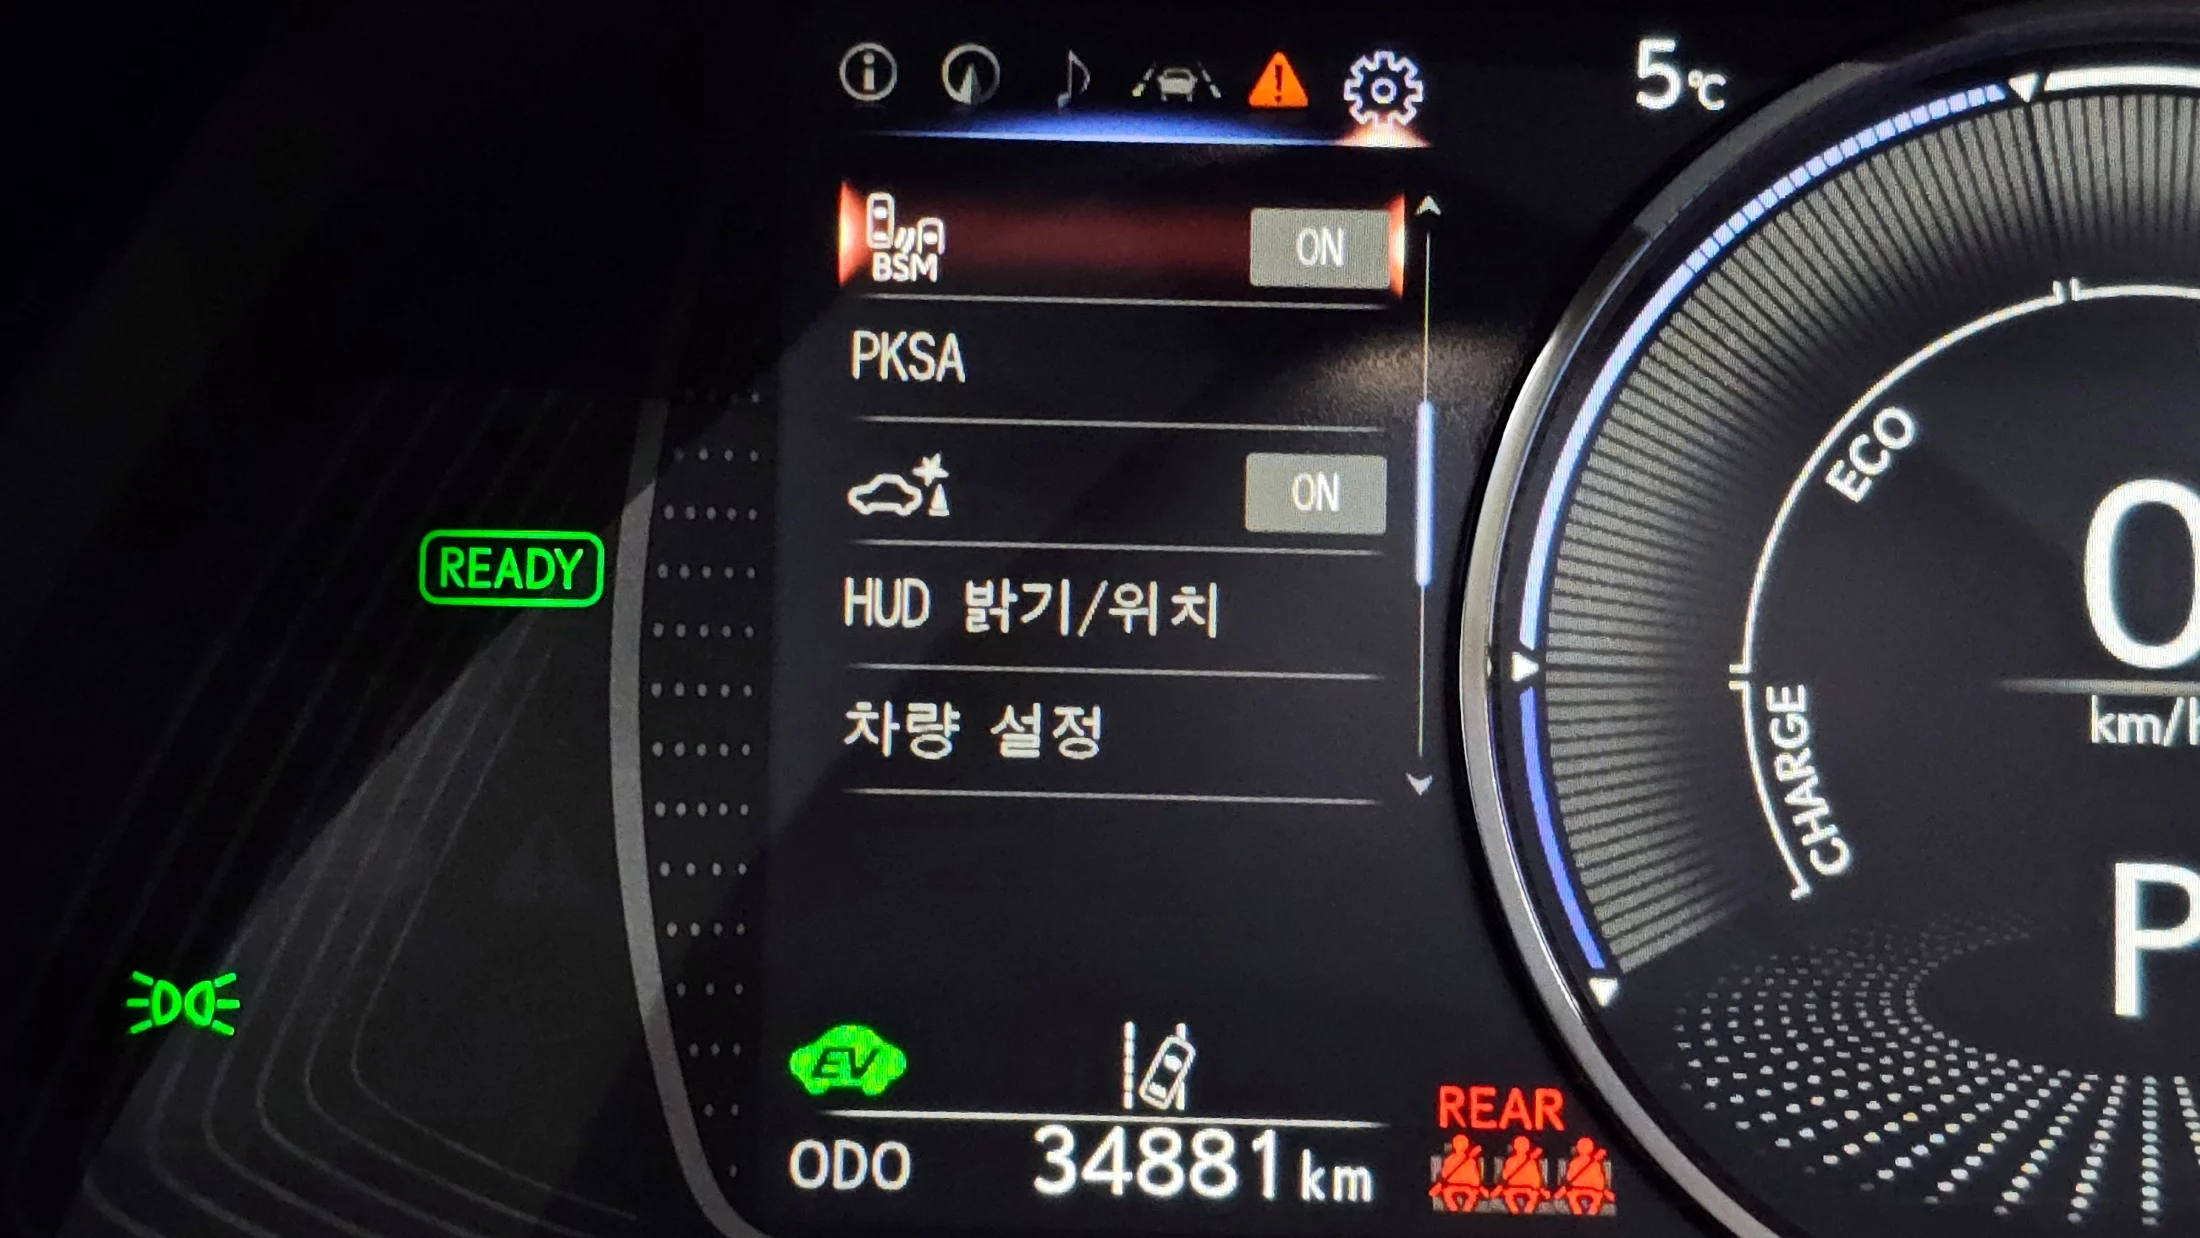 5°C
BSM ON
PKSA
ON
HUD 밝기/위치
차량 설정
READY
ECO
CHARGE
0
km/h
P
EV
REAR
ODO 34881 km